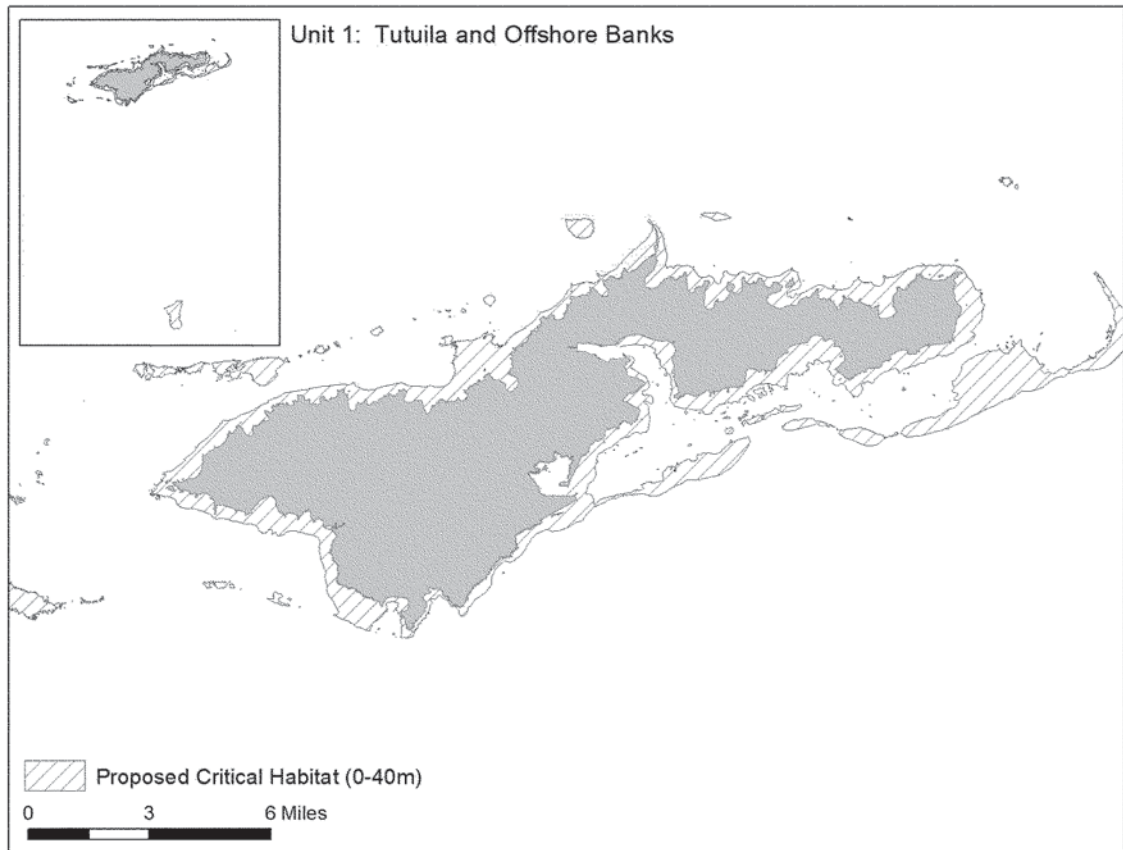 Unit 1: Tutuila and Offshore Banks
Proposed Critical Habitat (0-40m)
0 3 6 Miles